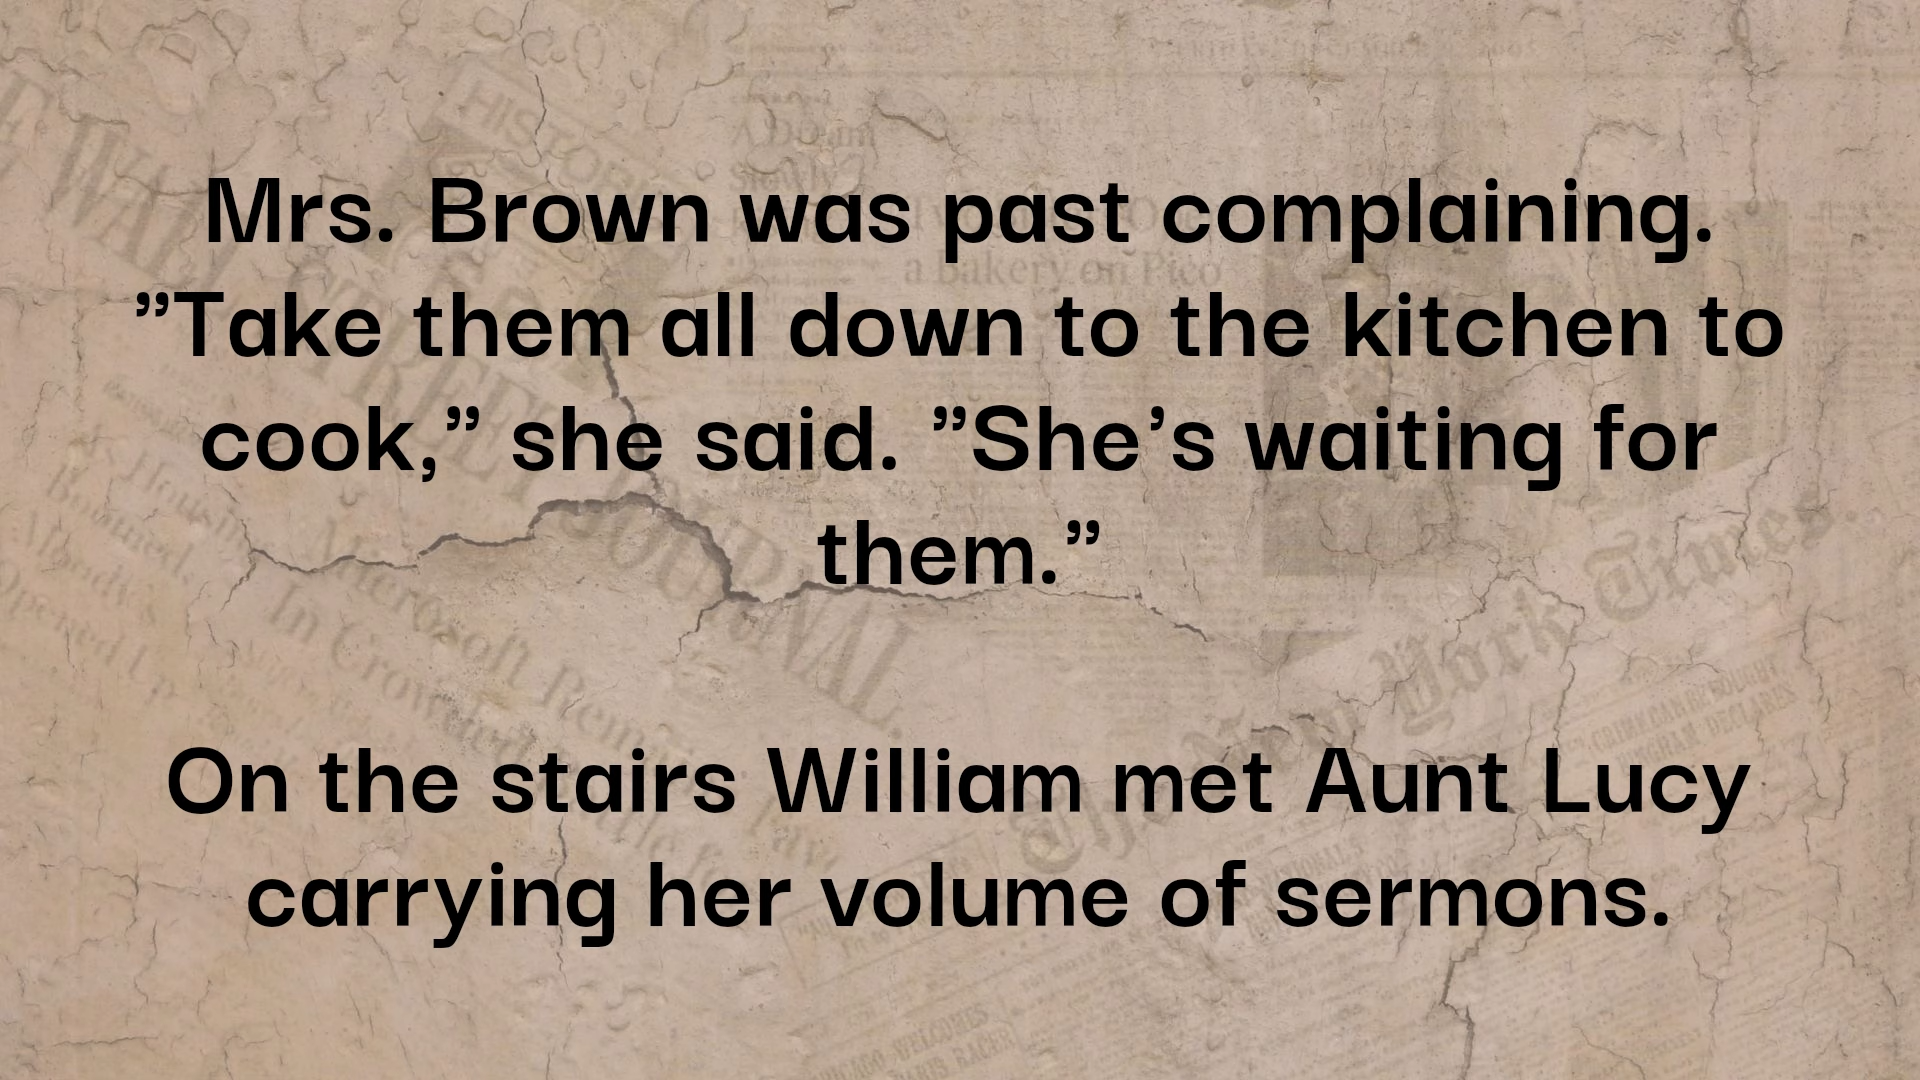 Mrs. Brown was past complaining.
”Take them all down to the kitchen to
cook,” she said. ”She’s waiting for
them.”
On the stairs William met Aunt Lucy
carrying her volume of sermons.